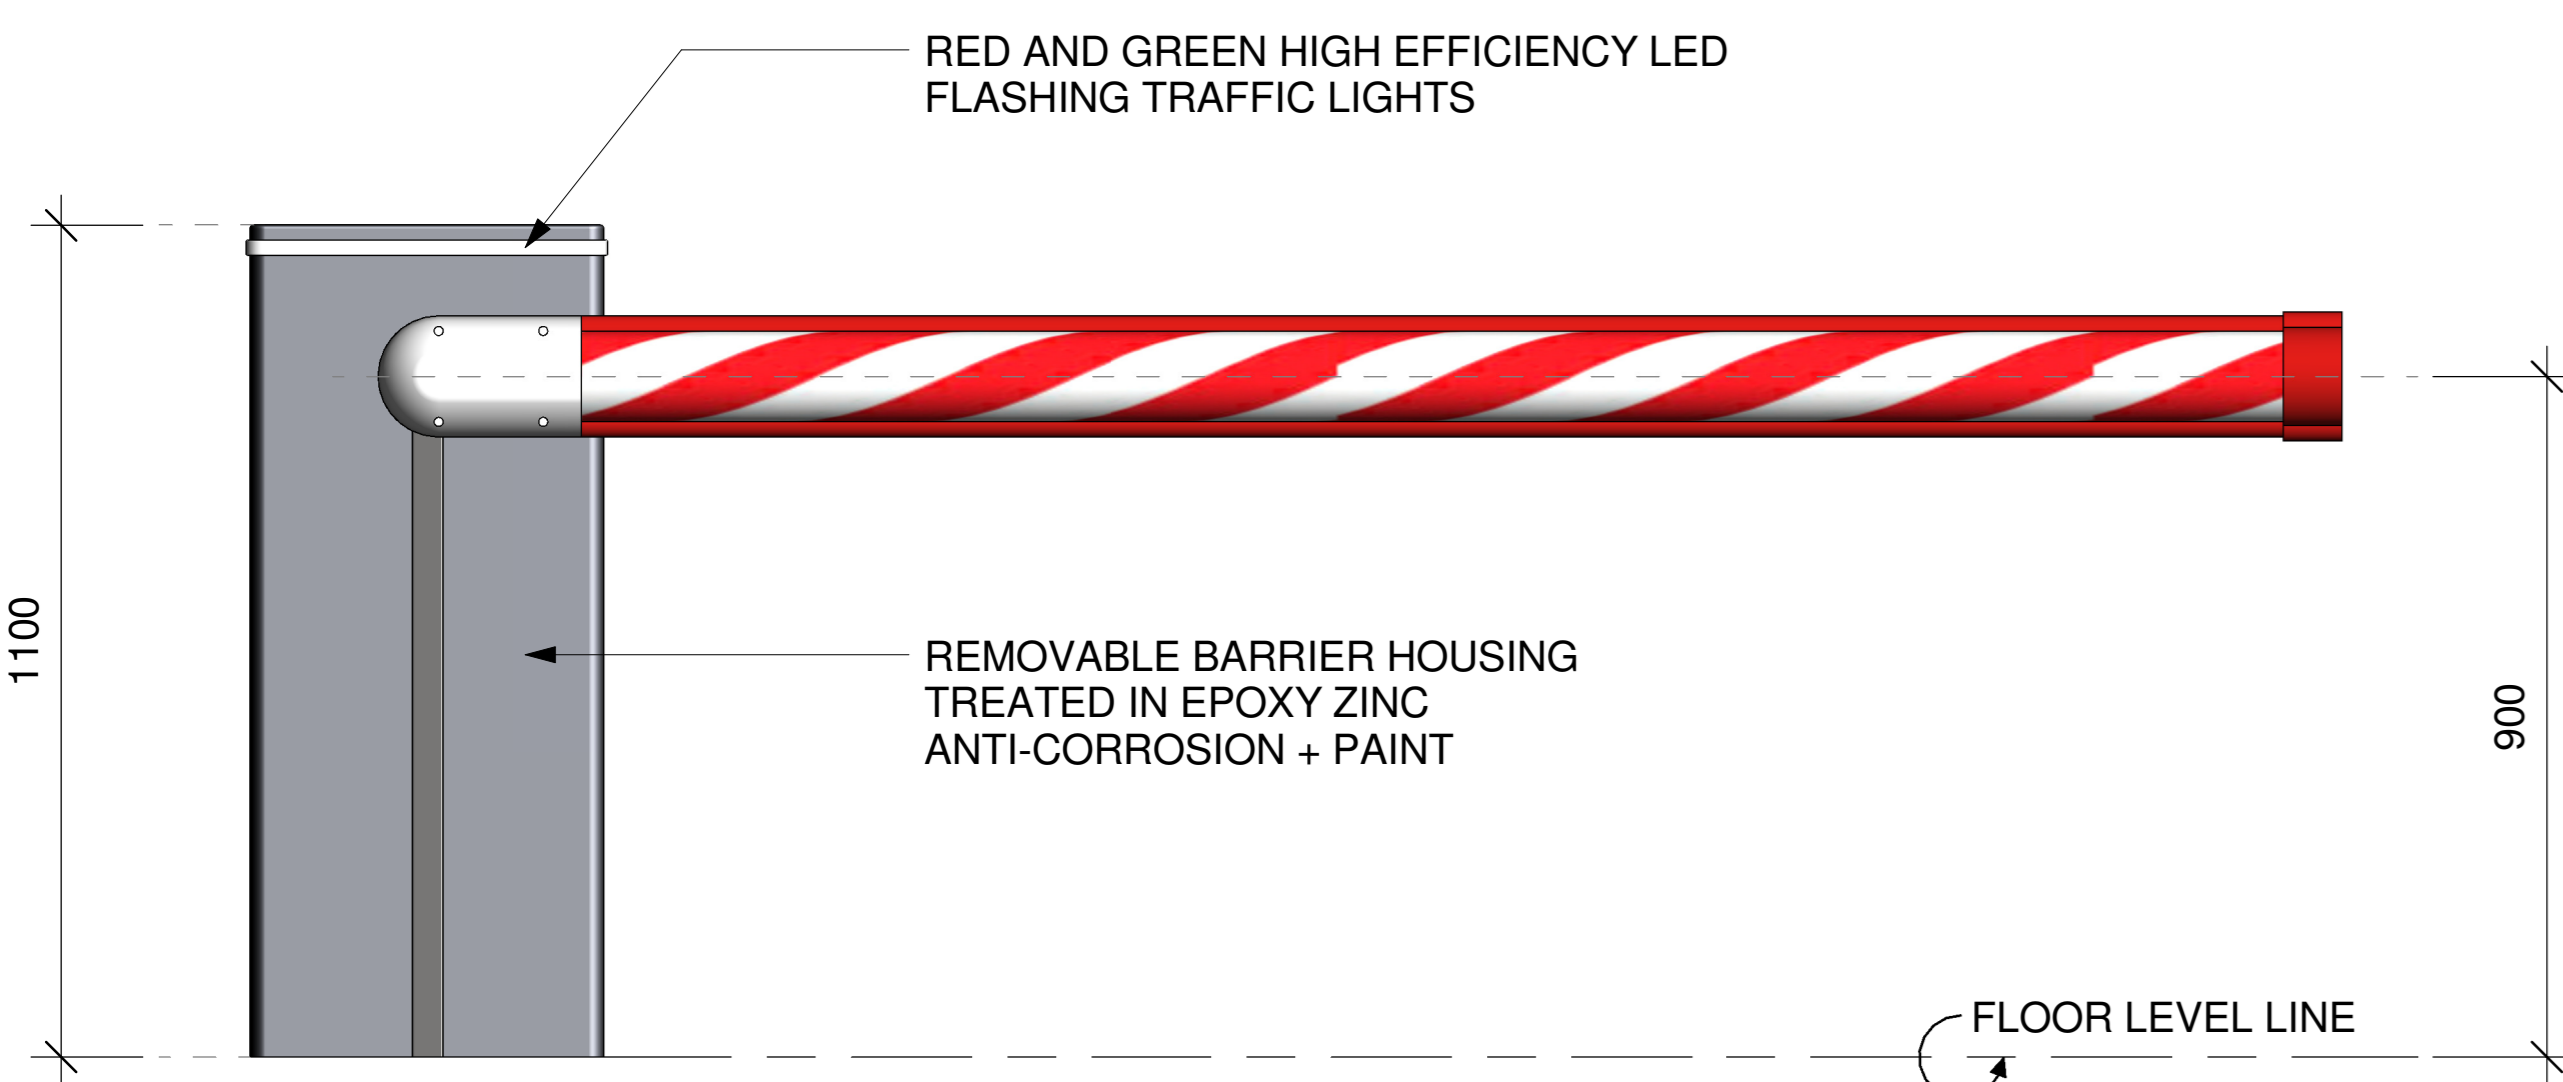 RED AND GREEN HIGH EFFICIENCY LED
FLASHING TRAFFIC LIGHTS
1100
REMOVABLE BARRIER HOUSING
TREATED IN EPOXY ZINC
ANTI-CORROSION + PAINT
900
FLOOR LEVEL LINE